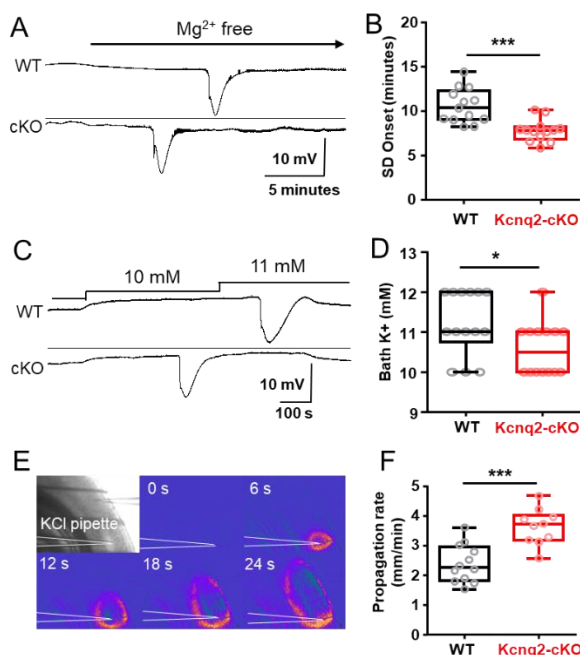 A
Mg²⁺ free
WT
cKO
10 mV
5 minutes
B
***
SD Onset (minutes)
20
15
10
5
0
WT
Kcnq2-cKO
C
10 mM
11 mM
WT
cKO
10 mV
100 s
D
*
Bath K+ (mM)
13
12
11
10
9
WT
Kcnq2-cKO
E
KCl pipette
0 s
6 s
12 s
18 s
24 s
F
***
Propagation rate
(mm/min)
5
4
3
2
1
0
WT
Kcnq2-cKO